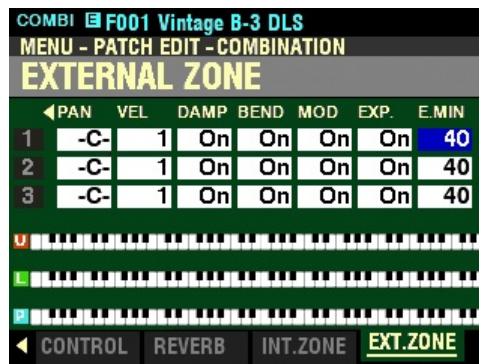 COMBI E F001 Vintage B-3 DLS
MENU - PATCH EDIT - COMBINATION
EXTERNAL ZONE
PAN VEL DAMP BEND MOD EXP. E.MIN
1 -C- 1 On On On On 40
2 -C- 1 On On On On 40
3 -C- 1 On On On On 40
U
L
P
CONTROL REVERB INT.ZONE EXT.ZONE